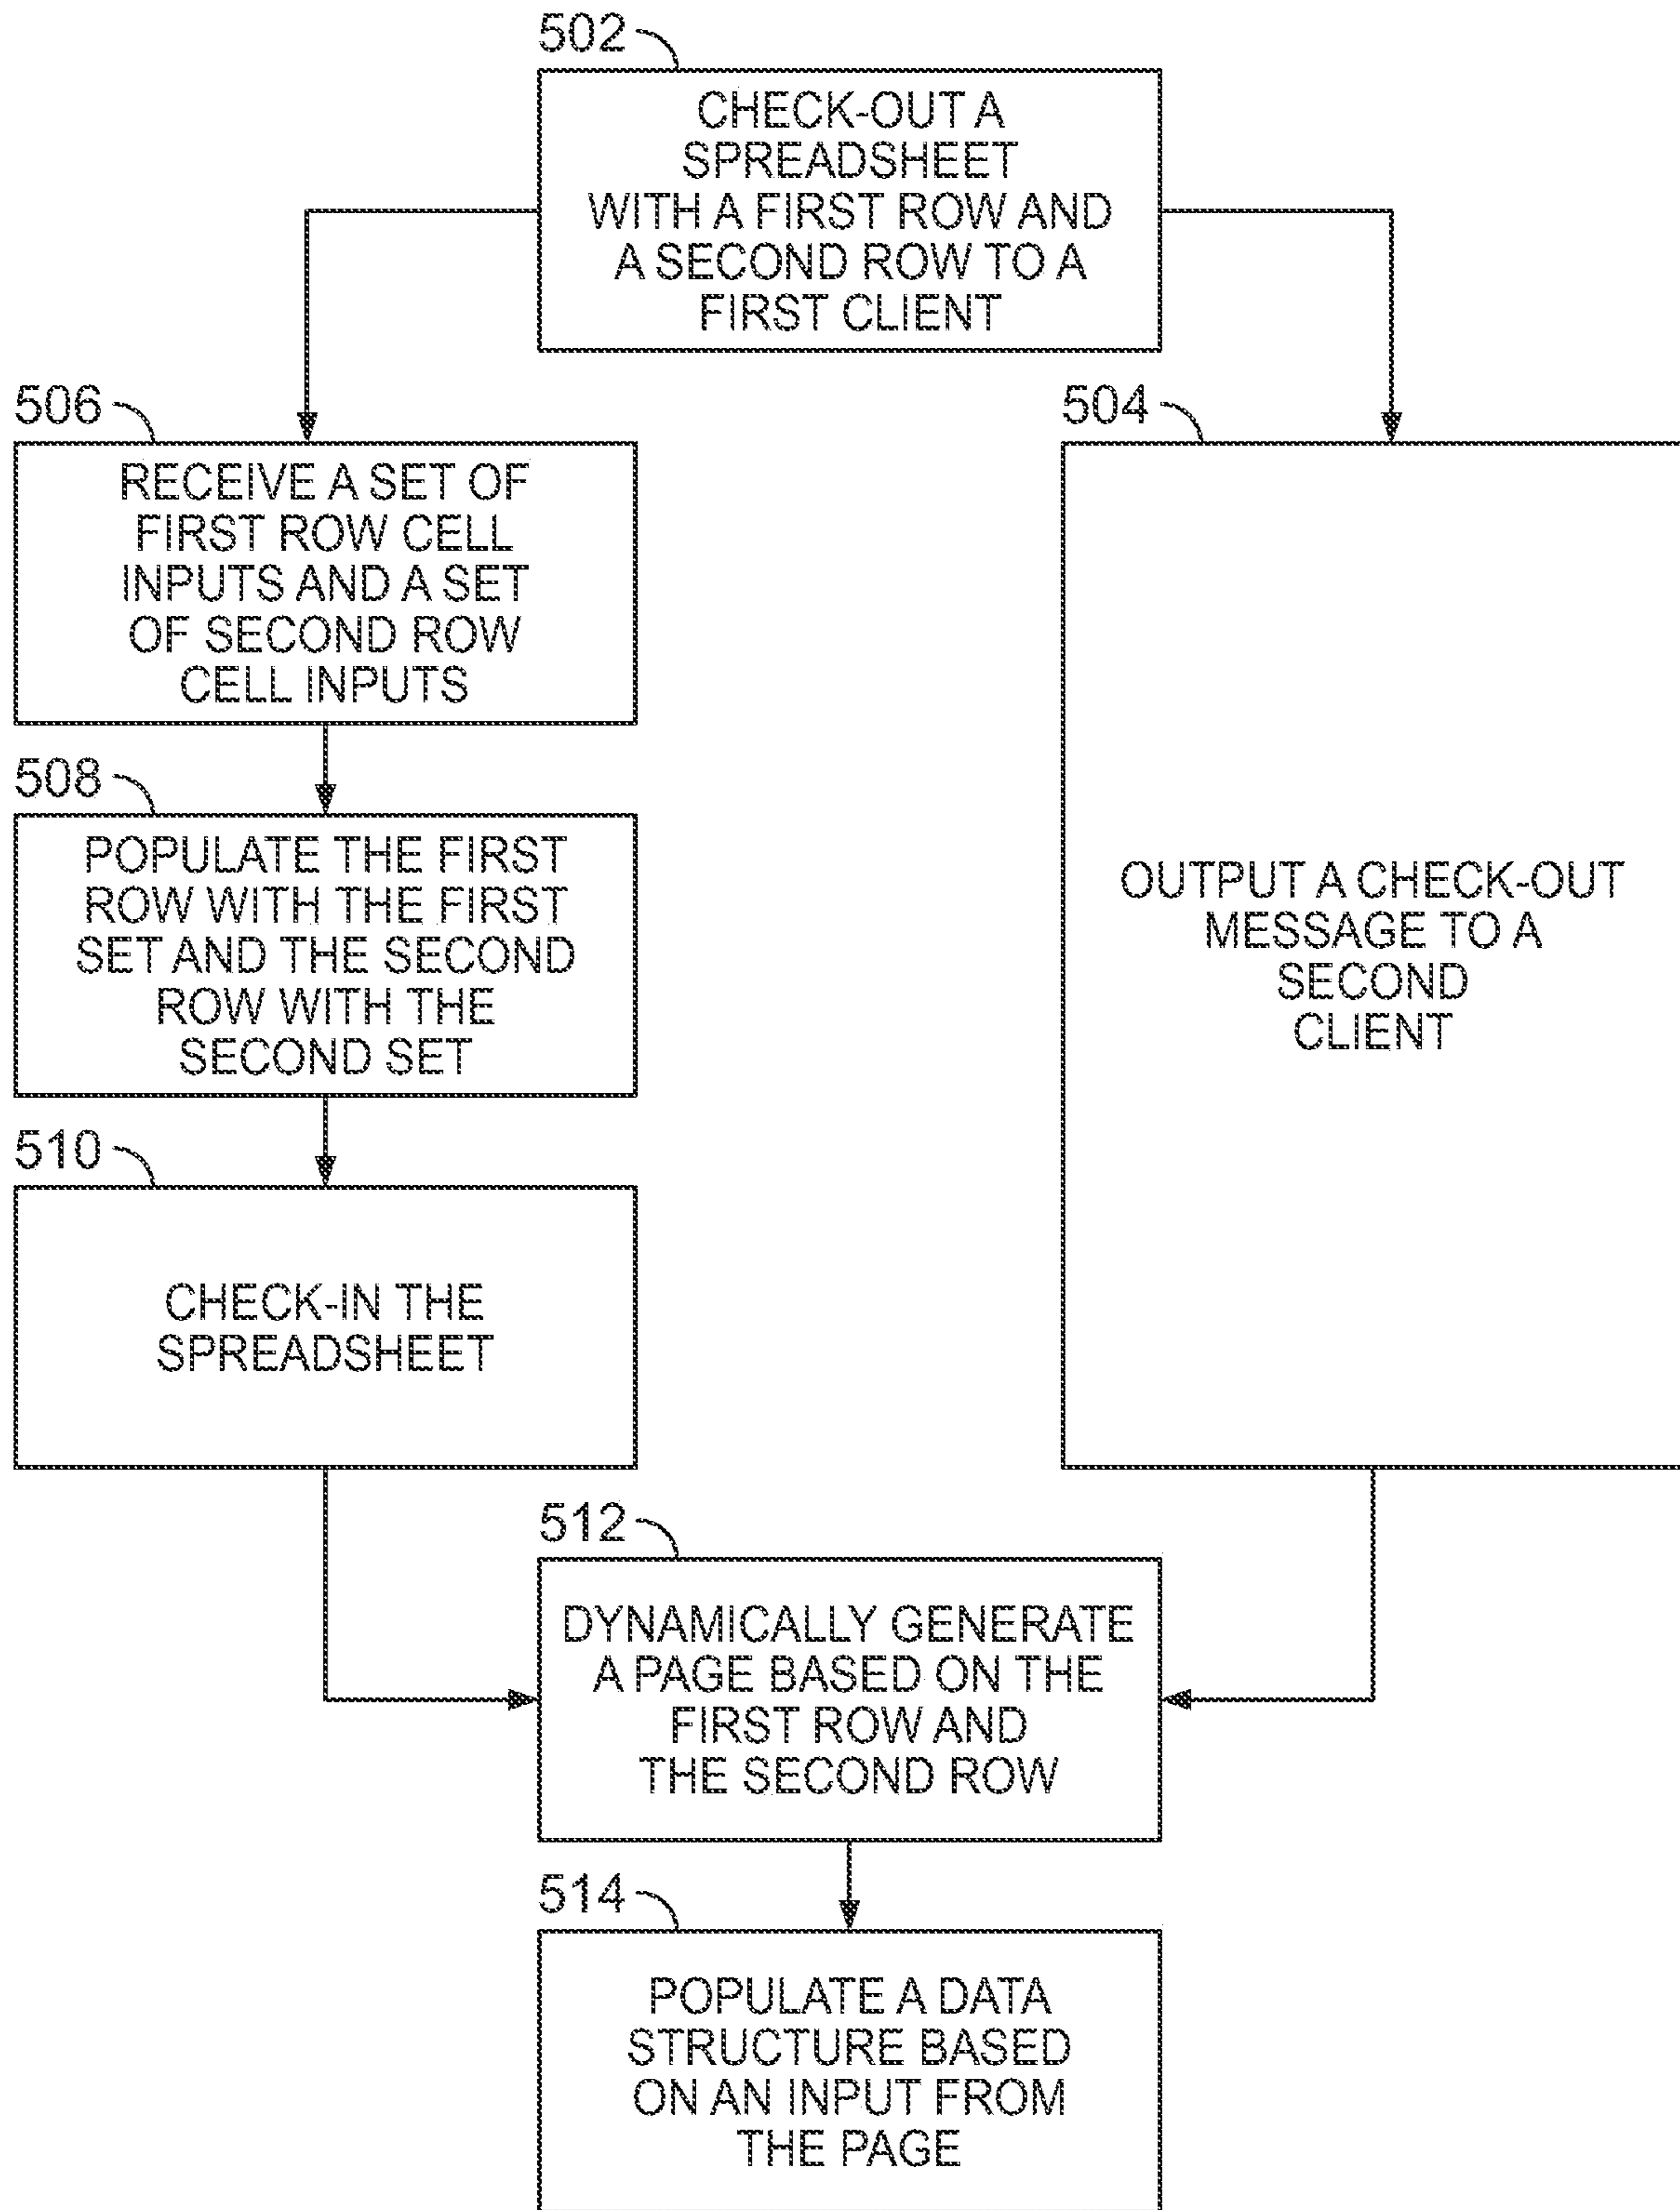 502
CHECK-OUT A
SPREADSHEET
WITH A FIRST ROW AND
A SECOND ROW TO A
FIRST CLIENT
506
RECEIVE A SET OF
FIRST ROW CELL
INPUTS AND A SET
OF SECOND ROW
CELL INPUTS
504
OUTPUT A CHECK-OUT
MESSAGE TO A
SECOND
CLIENT
508
POPULATE THE FIRST
ROW WITH THE FIRST
SET AND THE SECOND
ROW WITH THE
SECOND SET
510
CHECK-IN THE
SPREADSHEET
512
DYNAMICALLY GENERATE
A PAGE BASED ON THE
FIRST ROW AND
THE SECOND ROW
514
POPULATE A DATA
STRUCTURE BASED
ON AN INPUT FROM
THE PAGE